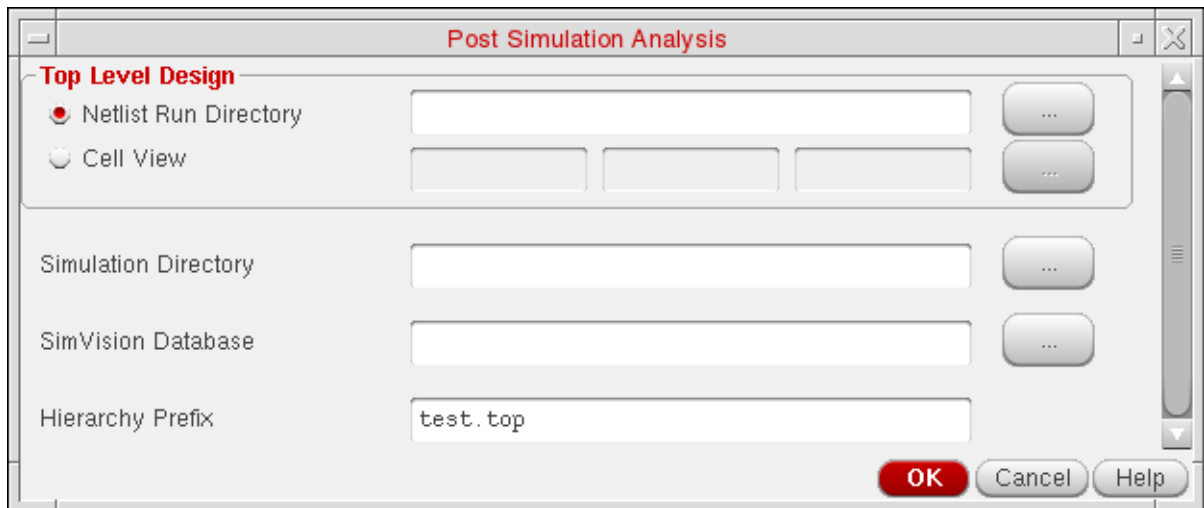 Post Simulation Analysis
Top Level Design
Netlist Run Directory
...
Cell View
...
Simulation Directory
...
SimVision Database
...
Hierarchy Prefix
test.top
OK Cancel Help